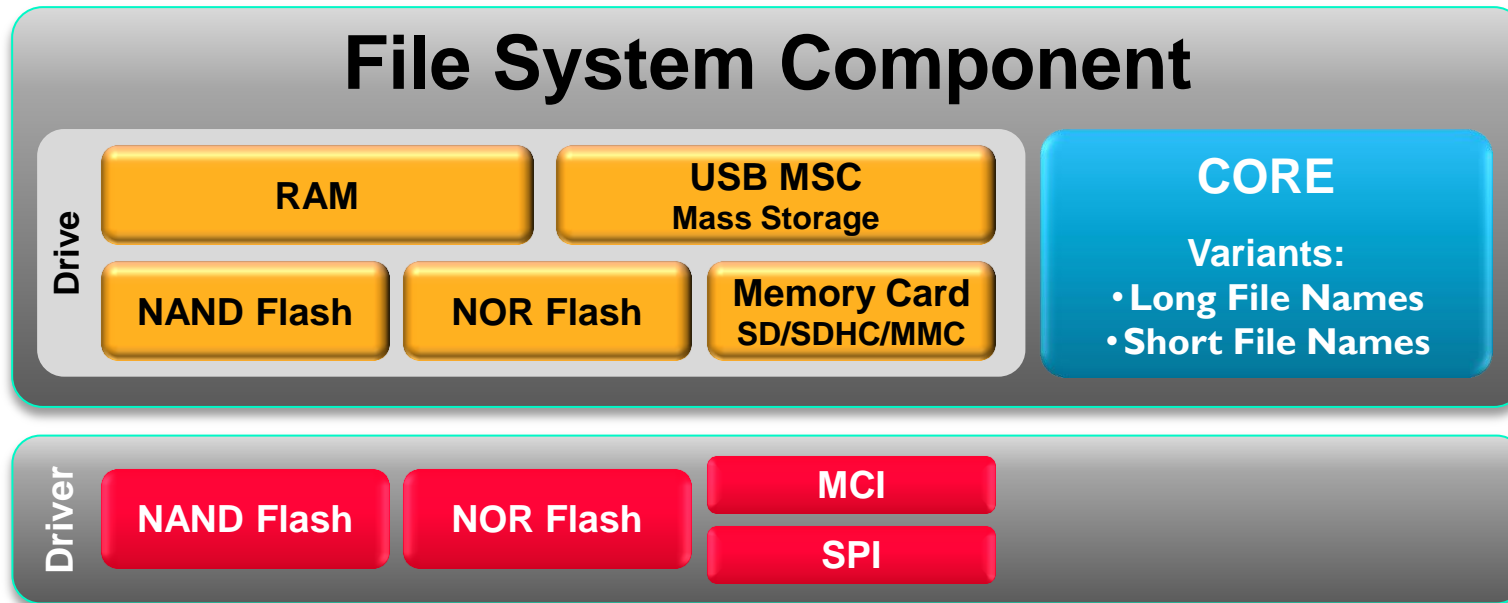 File System Component
Drive
RAM
USB MSC
Mass Storage
NAND Flash
NOR Flash
Memory Card
SD/SDHC/MMC
CORE
Variants:
•Long File Names
•Short File Names
Driver
NAND Flash
NOR Flash
MCI
SPI